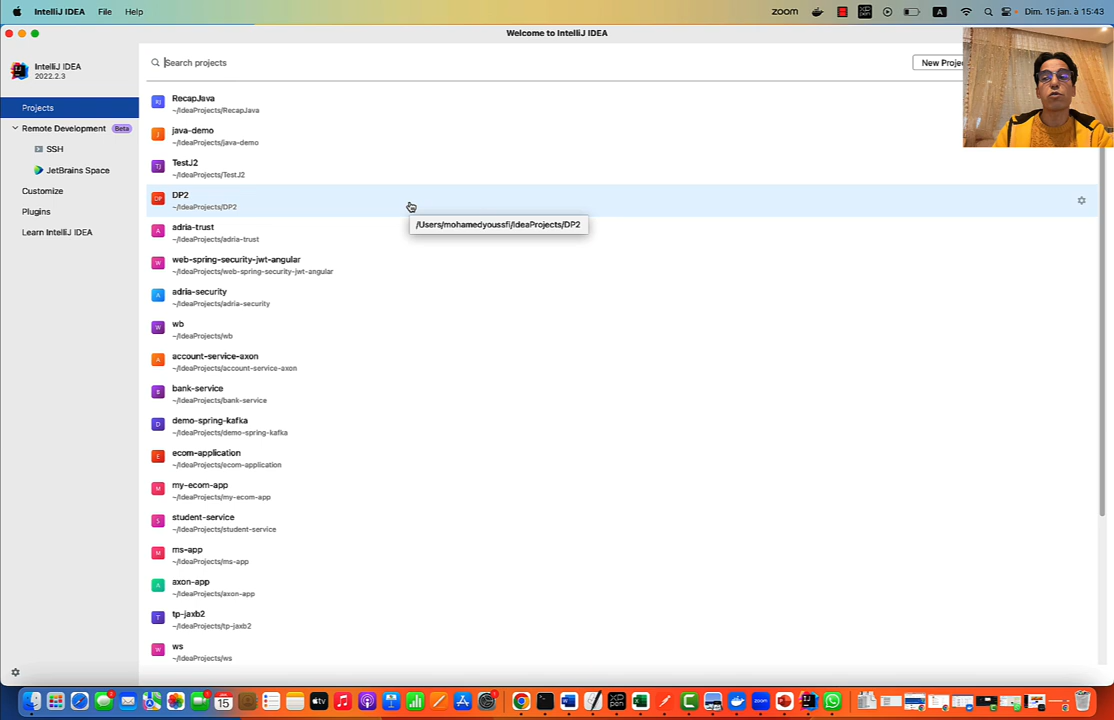 IntelliJ IDEA File Help zoom A Dim. 15 jan. à 15:43
Welcome to IntelliJ IDEA
IntelliJ IDEA
2022.2.3
Search projects
New Proje
Projects
Remote Development Beta
SSH
JetBrains Space
Customize
Plugins
Learn IntelliJ IDEA
RJ RecapJava
~/IdeaProjects/RecapJava
J java-demo
~/IdeaProjects/java-demo
TJ TestJ2
~/IdeaProjects/TestJ2
DP DP2
~/IdeaProjects/DP2
/Users/mohamedyoussfi/IdeaProjects/DP2
A adria-trust
~/IdeaProjects/adria-trust
W web-spring-security-jwt-angular
~/IdeaProjects/web-spring-security-jwt-angular
A adria-security
~/IdeaProjects/adria-security
W wb
~/IdeaProjects/wb
A account-service-axon
~/IdeaProjects/account-service-axon
B bank-service
~/IdeaProjects/bank-service
D demo-spring-kafka
~/IdeaProjects/demo-spring-kafka
E ecom-application
~/IdeaProjects/ecom-application
M my-ecom-app
~/IdeaProjects/my-ecom-app
S student-service
~/IdeaProjects/student-service
M ms-app
~/IdeaProjects/ms-app
A axon-app
~/IdeaProjects/axon-app
T tp-jaxb2
~/IdeaProjects/tp-jaxb2
W ws
~/IdeaProjects/ws